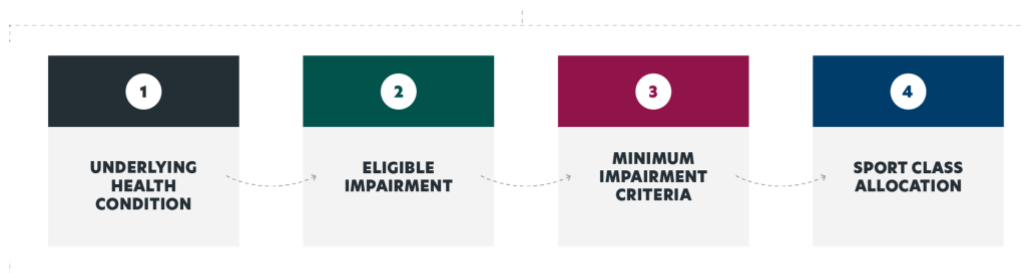 1
UNDERLYING
HEALTH
CONDITION
2
ELIGIBLE
IMPAIRMENT
3
MINIMUM
IMPAIRMENT
CRITERIA
4
SPORT CLASS
ALLOCATION